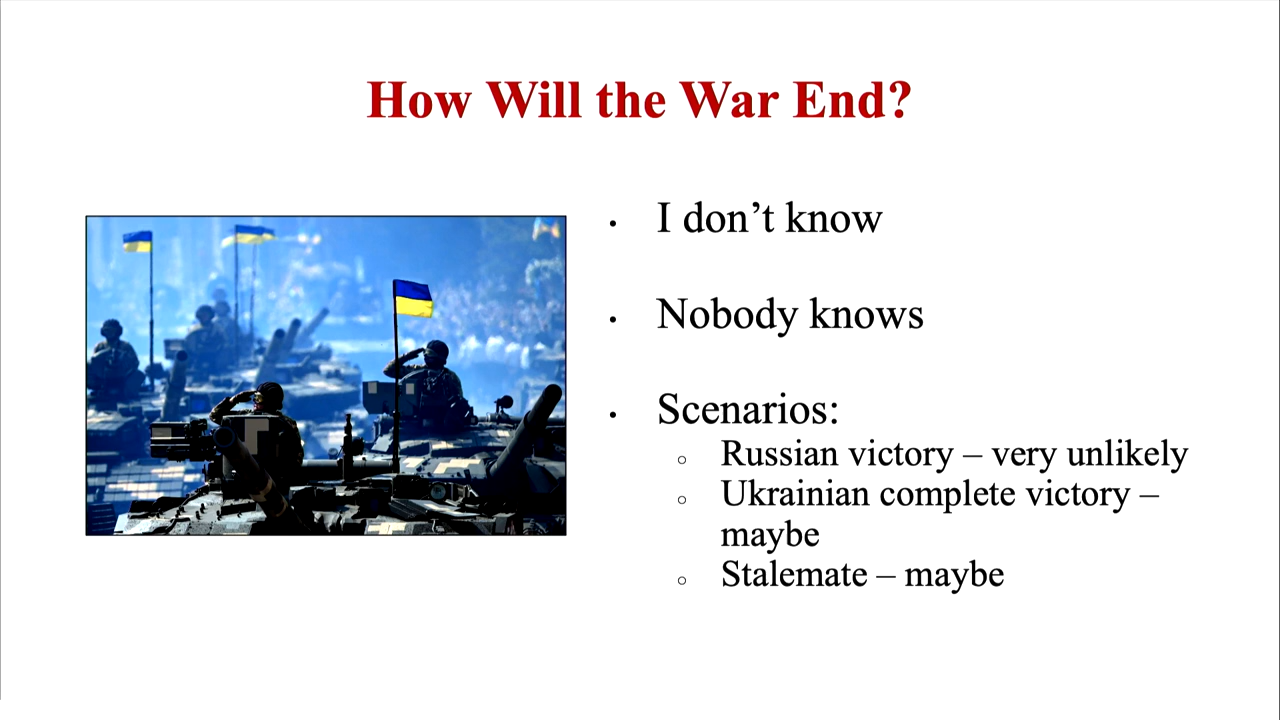 How Will the War End?
• I don’t know
• Nobody knows
• Scenarios:
○ Russian victory – very unlikely
○ Ukrainian complete victory –
maybe
○ Stalemate – maybe